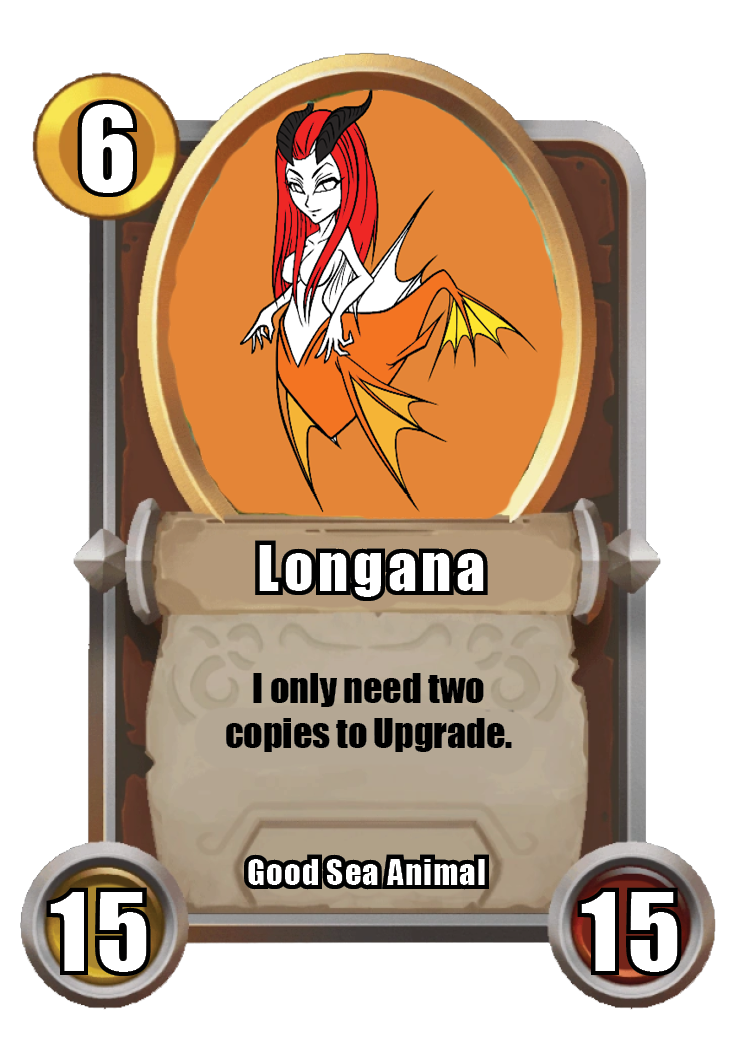 6
Longana
I only need two
copies to Upgrade.
Good Sea Animal
15
15